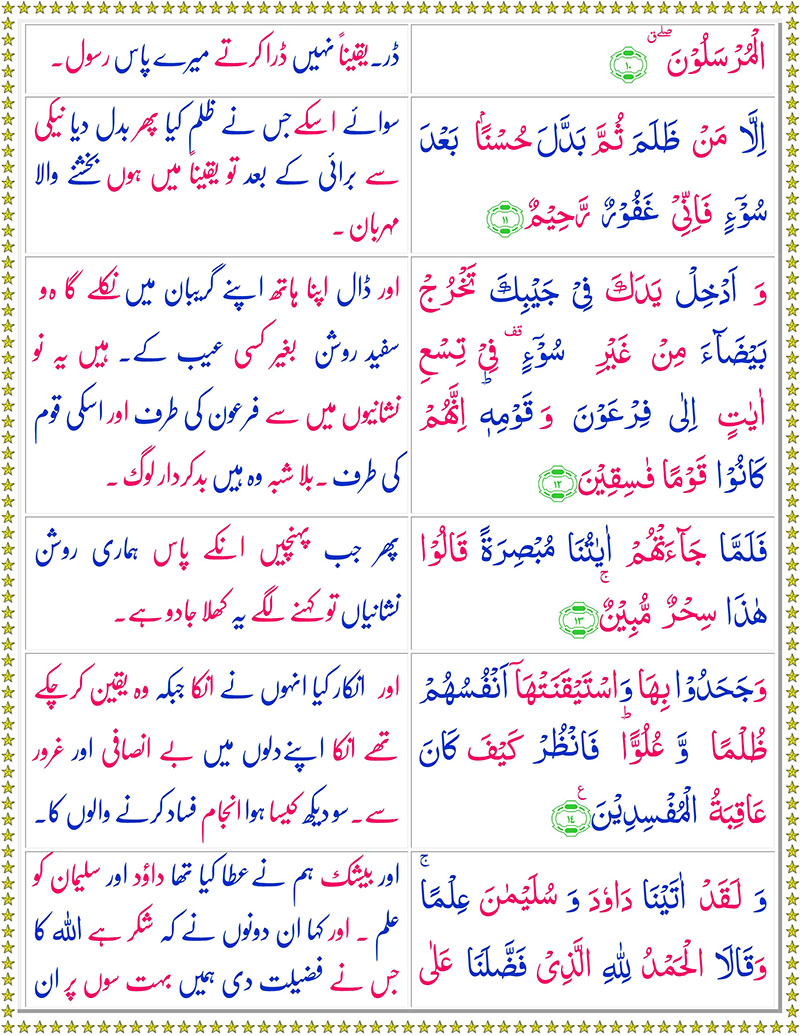 الْمُرْسَلُوْنَ ۖۗ ۱۰
ڈر۔ یقیناً نہیں ڈرا کرتے میرے پاس رسول۔
اِلَّا مَنْ ظَلَمَ ثُمَّ بَدَّلَ حُسْنًۢا بَعْدَ
سُوْٓءٍ فَاِنِّیْ غَفُوْرٌ رَّحِیْمٌ ۱۱
سوائے اسکے جس نے ظلم کیا پھر بدل دیا نیکی
سے برائی کے بعد تو یقیناً میں ہوں بخشنے والا
مہربان ۔
وَ اَدْخِلْ یَدَكَ فِیْ جَیْبِكَ تَخْرُجْ
بَیْضَآءَ مِنْ غَیْرِ سُوْٓءٍ قف فِیْ تِسْعِ
اٰیٰتٍ اِلٰی فِرْعَوْنَ وَ قَوْمِهٖ ؕ اِنَّهُمْ
كَانُوْا قَوْمًا فٰسِقِیْنَ ۱۲
اور ڈال اپنا ہاتھ اپنے گریبان میں نکلے گا وہ
سفید روشن بغیر کسی عیب کے۔ ہیں یہ نو
نشانیوں میں سے فرعون کی طرف اور اسکی قوم
کی طرف ۔ بلا شبہ وہ ہیں بدکردار لوگ ۔
فَلَمَّا جَآءَتْهُمْ اٰیٰتُنَا مُبْصِرَةً قَالُوْا
هٰذَا سِحْرٌ مُّبِیْنٌ ۚ ۱۳
پھر جب پہنچیں انکے پاس ہماری روشن
نشانیاں تو کہنے لگے یہ کھلا جادو ہے۔
وَجَحَدُوْا بِهَا وَاسْتَیْقَنَتْهَاۤ اَنْفُسُهُمْ
ظُلْمًا وَّ عُلُوًّا ؕ فَانْظُرْ كَیْفَ كَانَ
عَاقِبَةُ الْمُفْسِدِیْنَ ع ۱۴
اور انکار کیا انہوں نے انکا جبکہ وہ یقین کر چکے
تھے انکا اپنے دلوں میں بے انصافی اور غرور
سے۔ سو دیکھ کیسا ہوا انجام فساد کرنے والوں کا۔
وَ لَقَدْ اٰتَیْنَا دَاوٗدَ وَ سُلَیْمٰنَ عِلْمًا ۚ
وَقَالَا الْحَمْدُ لِلّٰهِ الَّذِیْ فَضَّلَنَا عَلٰی
اور بیشک ہم نے عطا کیا تھا داؤد اور سلیمان کو
علم ۔ اور کہا ان دونوں نے کہ شکر ہے اللہ کا
جس نے فضیلت دی ہمیں بہت سوں پر ان